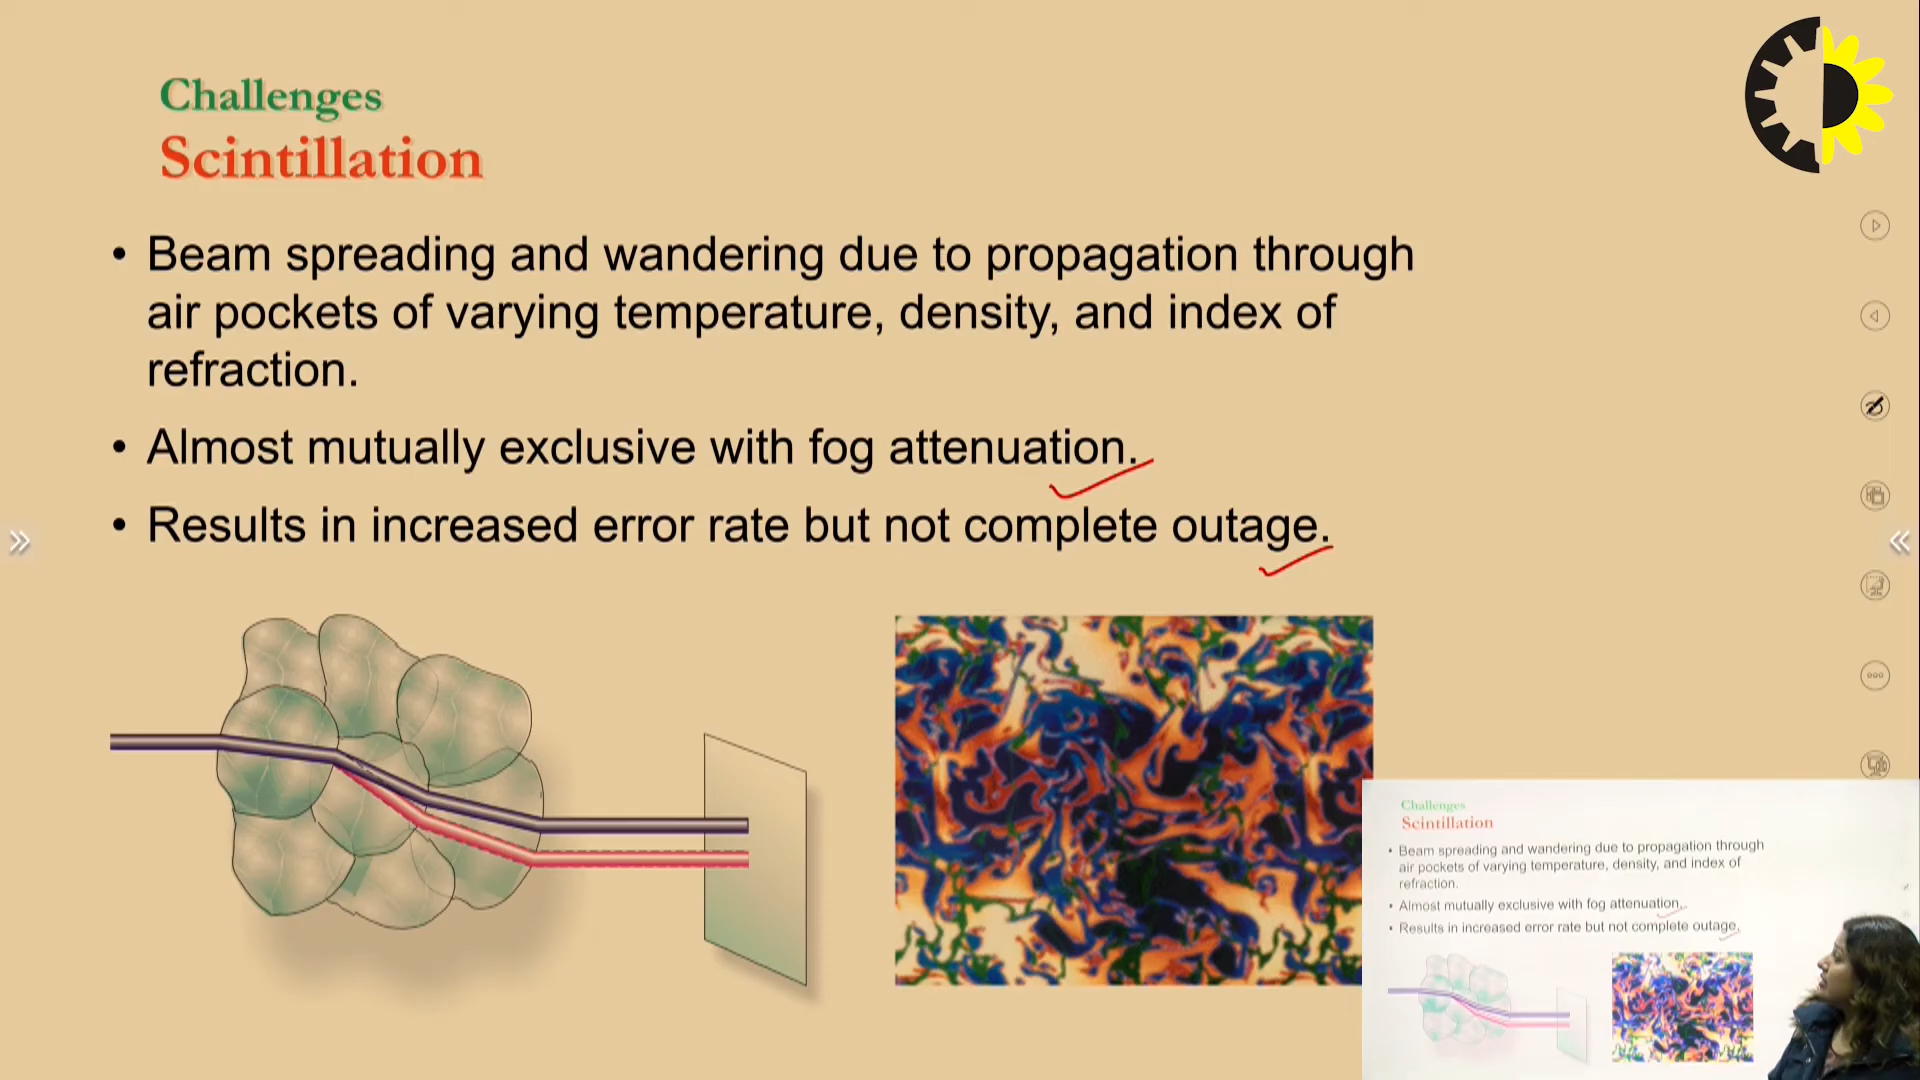 Challenges
Scintillation
• Beam spreading and wandering due to propagation through
air pockets of varying temperature, density, and index of
refraction.
• Almost mutually exclusive with fog attenuation.
• Results in increased error rate but not complete outage.
Challenges
Scintillation
• Beam spreading and wandering due to propagation through
air pockets of varying temperature, density, and index of
refraction.
• Almost mutually exclusive with fog attenuation.
• Results in increased error rate but not complete outage.